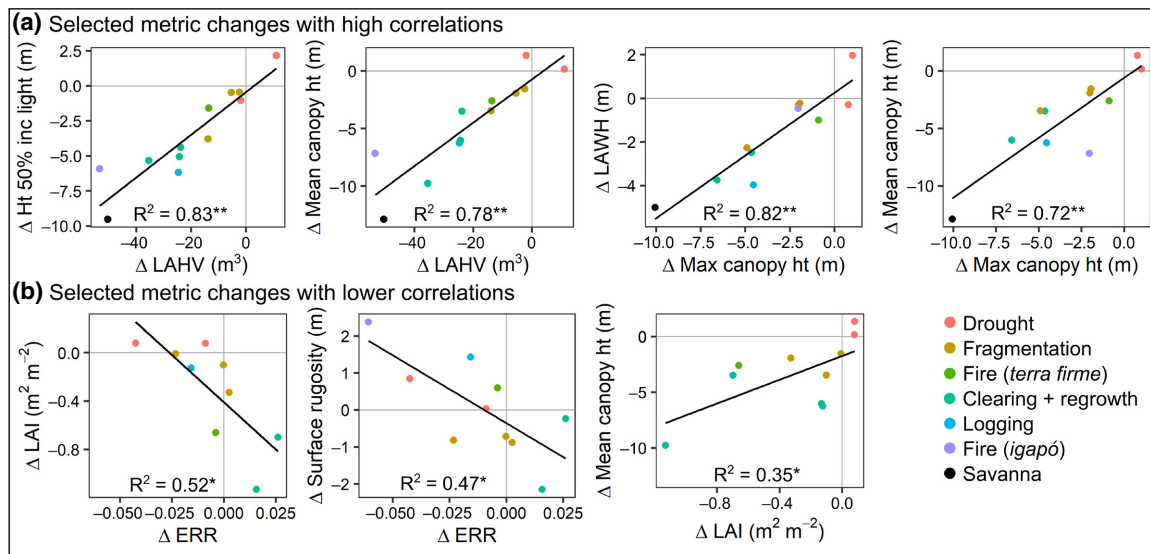 (a) Selected metric changes with high correlations
Δ Ht 50% inc light (m)
2.5
0.0
−2.5
−5.0
−7.5
−10.0
R² = 0.83**
−40
−20
0
Δ LAHV (m³)
Δ Mean canopy ht (m)
0
−5
−10
R² = 0.78**
−40
−20
0
Δ LAHV (m³)
Δ LAWH (m)
2
0
−2
−4
R² = 0.82**
−10.0
−7.5
−5.0
−2.5
0.0
Δ Max canopy ht (m)
Δ Mean canopy ht (m)
0
−5
−10
R² = 0.72**
−10.0
−7.5
−5.0
−2.5
0.0
Δ Max canopy ht (m)
(b) Selected metric changes with lower correlations
Δ LAI (m² m⁻²)
0.0
−0.4
−0.8
R² = 0.52*
−0.050
−0.025
0.000
0.025
Δ ERR
Δ Surface rugosity (m)
2
1
0
−1
−2
R² = 0.47*
−0.050
−0.025
0.000
0.025
Δ ERR
Δ Mean canopy ht (m)
0
−5
−10
R² = 0.35*
−0.8
−0.4
0.0
Δ LAI (m² m⁻²)
Drought
Fragmentation
Fire (terra firme)
Clearing + regrowth
Logging
Fire (igapó)
Savanna